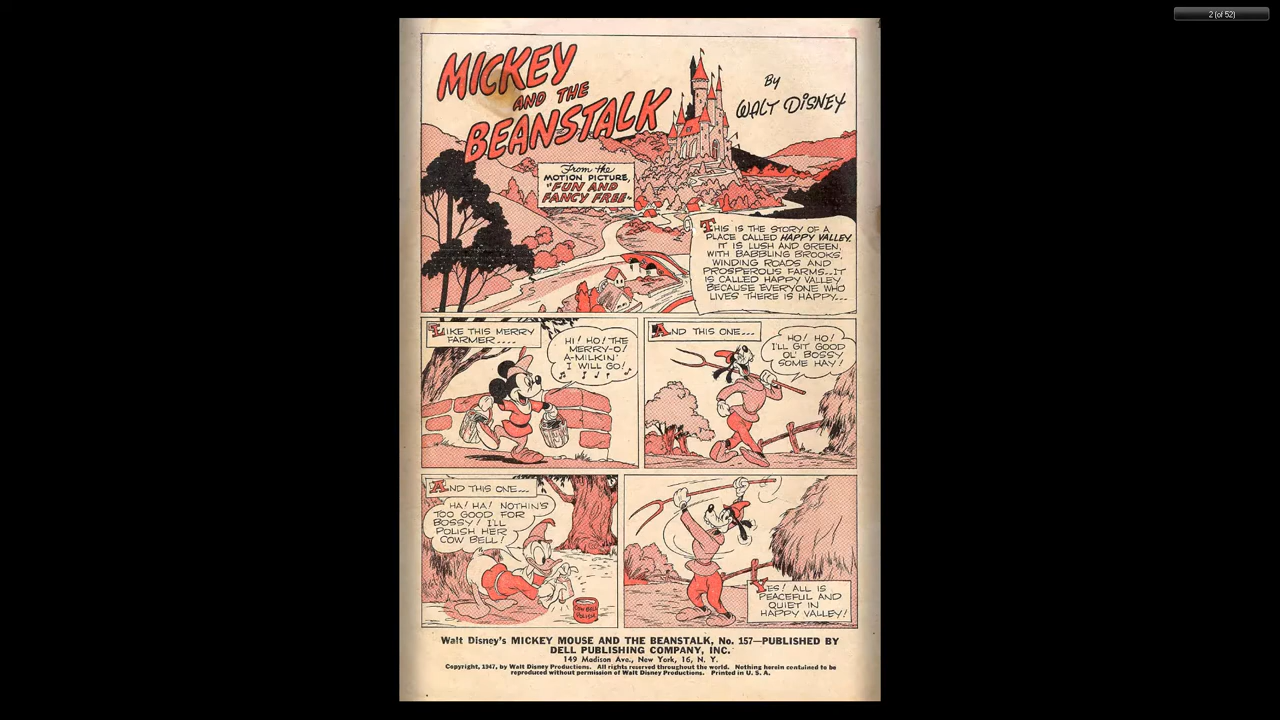 2 (of 52)
MICKEY
AND THE
BEANSTALK
By
WALT DISNEY
From the
MOTION PICTURE,
"FUN AND
FANCY FREE"
THIS IS THE STORY OF A
PLACE CALLED HAPPY VALLEY.
IT IS LUSH AND GREEN,
WITH BABBLING BROOKS,
WINDING ROADS AND
PROSPEROUS FARMS...IT
IS CALLED HAPPY VALLEY
BECAUSE EVERYONE WHO
LIVES THERE IS HAPPY...
LIKE THIS MERRY
FARMER....
HI! HO! THE
MERRY-O!
A-MILKIN'
I WILL GO!
AND THIS ONE...
HO! HO!
I'LL GIT GOOD
OL' BOSSY
SOME HAY!
AND THIS ONE...
HA! HA! NOTHIN'S
TOO GOOD FOR
BOSSY! I'LL
POLISH HER
COW BELL!
COW BELL
POLISH
YES! ALL IS
PEACEFUL AND
QUIET IN
HAPPY VALLEY!
Walt Disney's MICKEY MOUSE AND THE BEANSTALK, No. 157—PUBLISHED BY
DELL PUBLISHING COMPANY, INC.
149 Madison Ave., New York, 16, N. Y.
Copyright, 1947, by Walt Disney Productions. All rights reserved throughout the world. Nothing herein contained to be
reproduced without permission of Walt Disney Productions. Printed in U. S. A.